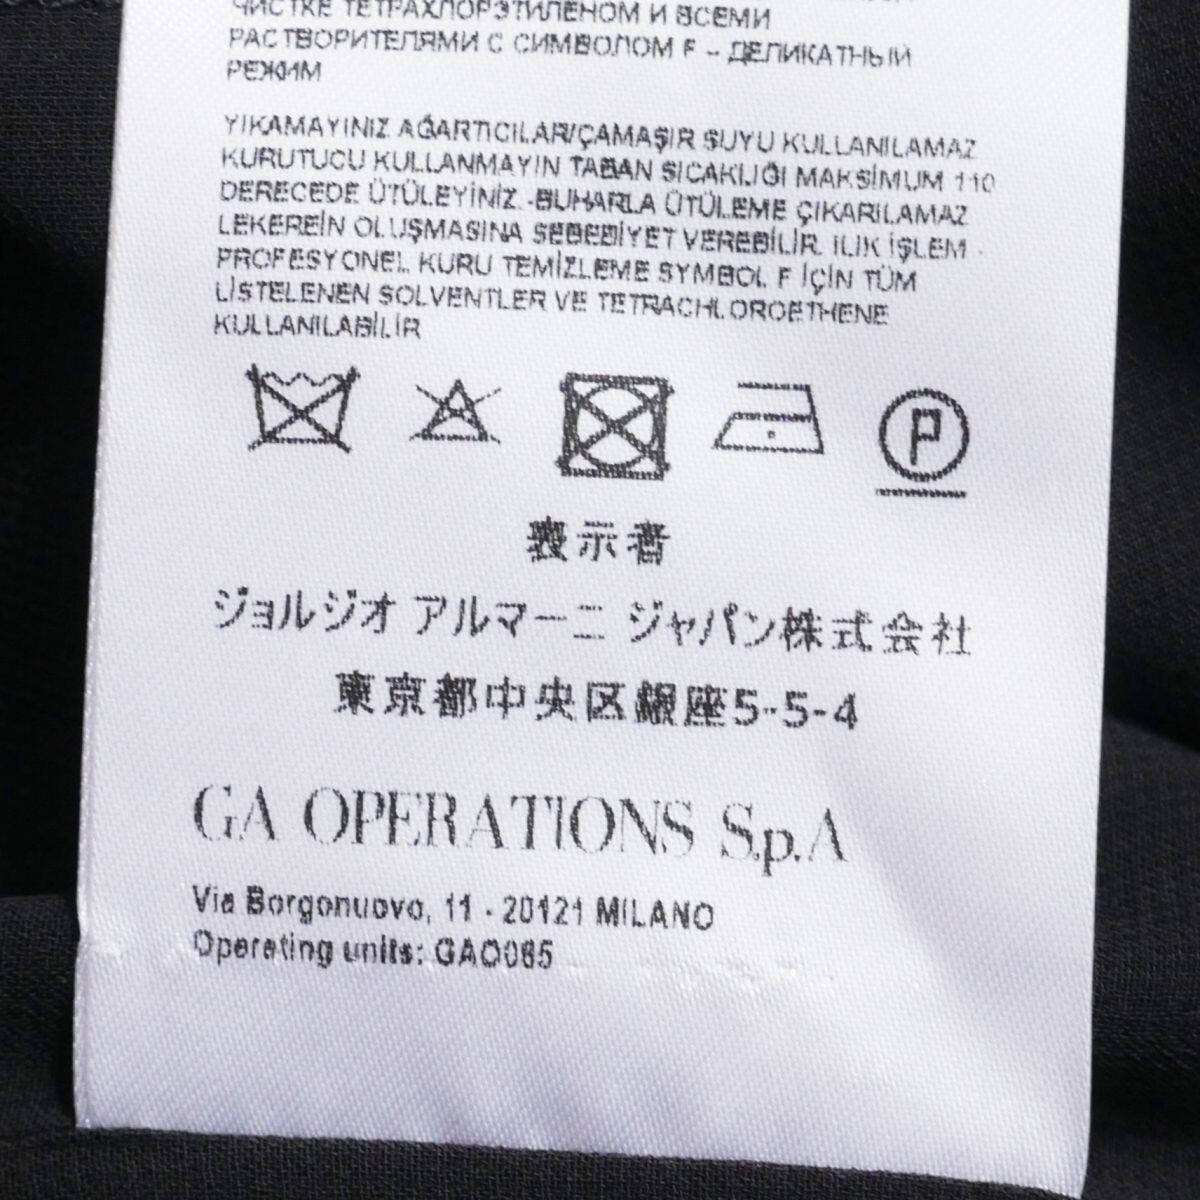 ЧИСТКЕ ТЕТРАХЛОРЭТИЛЕНОМ И ВСЕМИ
РАСТВОРИТЕЛЯМИ С СИМВОЛОМ F – ДЕЛИКАТНЫЙ
РЕЖИМ
YIKAMAYINIZ AĞARTICILAR/ÇAMAŞIR SUYU KULLANILAMAZ
KURUTUCU KULLANMAYIN TABAN SICAKLIĞI MAKSİMUM 110
DERECEDE ÜTÜLEYİNİZ.-BUHARLA ÜTÜLEME ÇIKARILAMAZ
LEKEREİN OLUŞMASINA SEBEBİYET VEREBİLİR. ILIK İŞLEM -
PROFESYONEL KURU TEMİZLEME SYMBOL F İÇİN TÜM
LİSTELENEN SOLVENTLER VE TETRACHLOROETHENE
KULLANILABİLİR
P
表示者
ジョルジオ アルマーニ ジャパン株式会社
東京都中央区銀座5-5-4
GA OPERATIONS S.p.A
Via Borgonuovo, 11 - 20121 MILANO
Operating units: GAO085